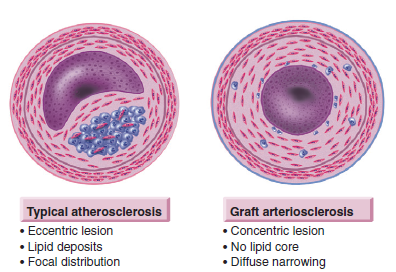 Typical atherosclerosis
• Eccentric lesion
• Lipid deposits
• Focal distribution
Graft arteriosclerosis
• Concentric lesion
• No lipid core
• Diffuse narrowing